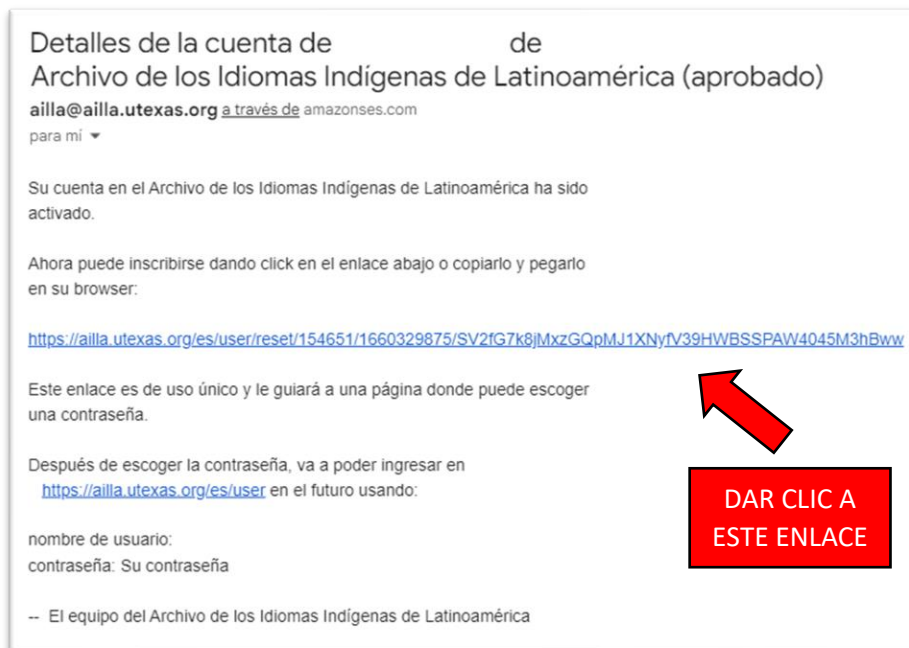 Detalles de la cuenta de de
Archivo de los Idiomas Indígenas de Latinoamérica (aprobado)
ailla@ailla.utexas.org a través de amazonses.com
para mí
Su cuenta en el Archivo de los Idiomas Indígenas de Latinoamérica ha sido
activado.
Ahora puede inscribirse dando click en el enlace abajo o copiarlo y pegarlo
en su browser:
https://ailla.utexas.org/es/user/reset/154651/1660329875/SV2fG7k8jMxzGQpMJ1XNyfV39HWBSSPAW4045M3hBww
Este enlace es de uso único y le guiará a una página donde puede escoger
una contraseña.
Después de escoger la contraseña, va a poder ingresar en
https://ailla.utexas.org/es/user en el futuro usando:
DAR CLIC A
ESTE ENLACE
nombre de usuario:
contraseña: Su contraseña
-- El equipo del Archivo de los Idiomas Indígenas de Latinoamérica